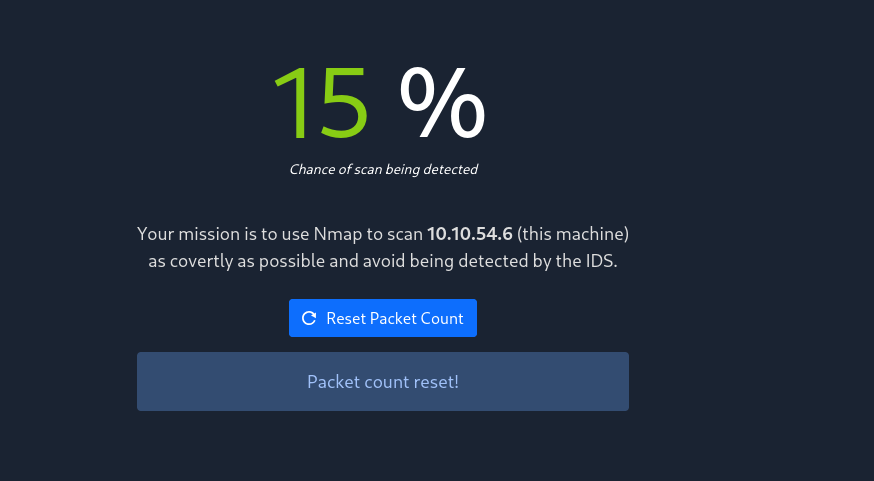 15 %
Chance of scan being detected
Your mission is to use Nmap to scan 10.10.54.6 (this machine)
as covertly as possible and avoid being detected by the IDS.
Reset Packet Count
Packet count reset!